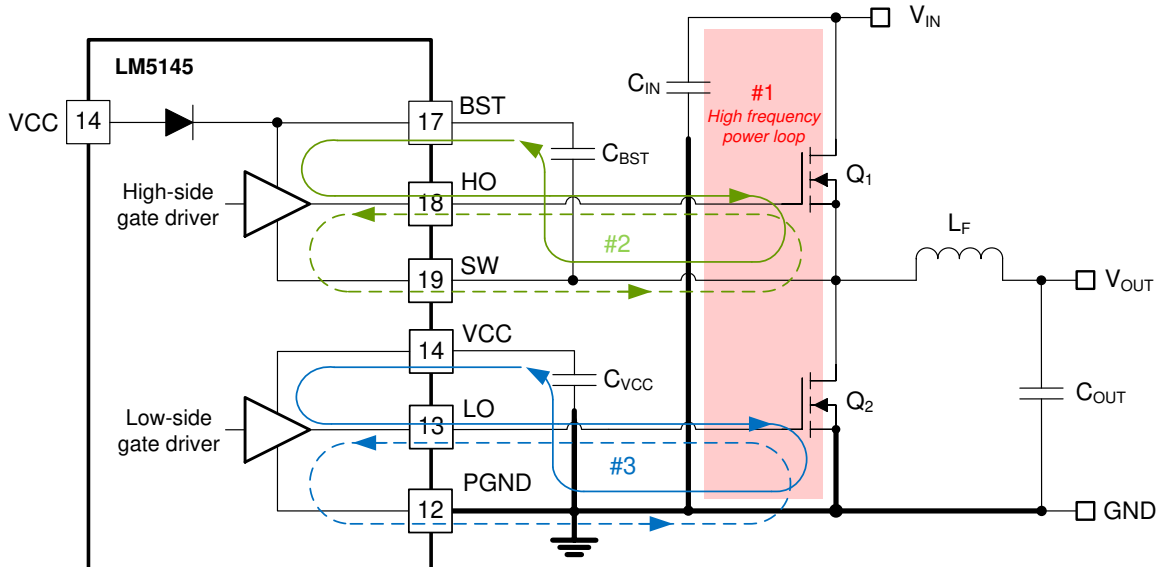 LM5145
VCC
14
17
BST
C_BST
C_IN
#1
High frequency
power loop
V_IN
High-side
gate driver
18
HO
Q_1
#2
19
SW
L_F
V_OUT
14
VCC
C_VCC
Low-side
gate driver
13
LO
Q_2
C_OUT
#3
12
PGND
GND